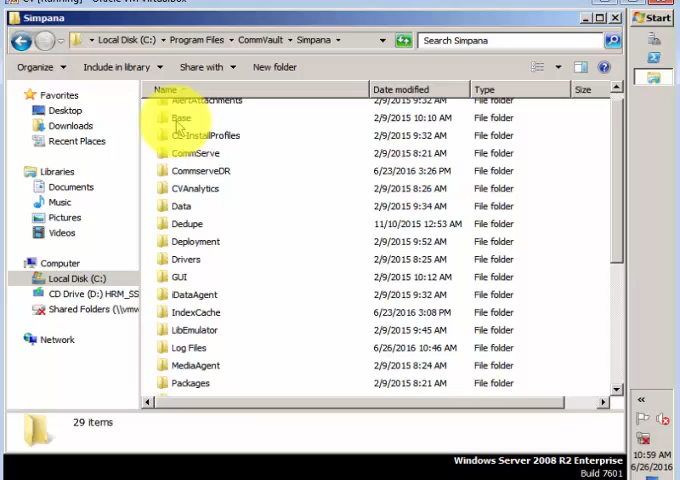 Simpana
Start
Local Disk (C:) Program Files CommVault Simpana
Search Simpana
Organize Include in library Share with New folder
Favorites
Desktop
Downloads
Recent Places
Libraries
Documents
Music
Pictures
Videos
Computer
Local Disk (C:)
CD Drive (D:) HRM_SS
Shared Folders (\\vmv
Network
Name Date modified Type Size
AlertAttachments 2/9/2015 9:32 AM File folder
Base 2/9/2015 10:10 AM File folder
InstallProfiles 2/9/2015 9:32 AM File folder
CommServe 2/9/2015 8:21 AM File folder
CommserveDR 6/23/2016 3:26 PM File folder
CVAnalytics 2/9/2015 8:26 AM File folder
Data 2/9/2015 9:34 AM File folder
Dedupe 11/10/2015 12:53 AM File folder
Deployment 2/9/2015 9:52 AM File folder
Drivers 2/9/2015 8:25 AM File folder
GUI 2/9/2015 10:12 AM File folder
iDataAgent 2/9/2015 9:32 AM File folder
IndexCache 6/23/2016 3:08 PM File folder
LibEmulator 2/9/2015 9:45 AM File folder
Log Files 6/26/2016 10:46 AM File folder
MediaAgent 2/9/2015 8:24 AM File folder
Packages 2/9/2015 8:21 AM File folder
29 items
Windows Server 2008 R2 Enterprise
Build 7601
10:59 AM
6/26/2016